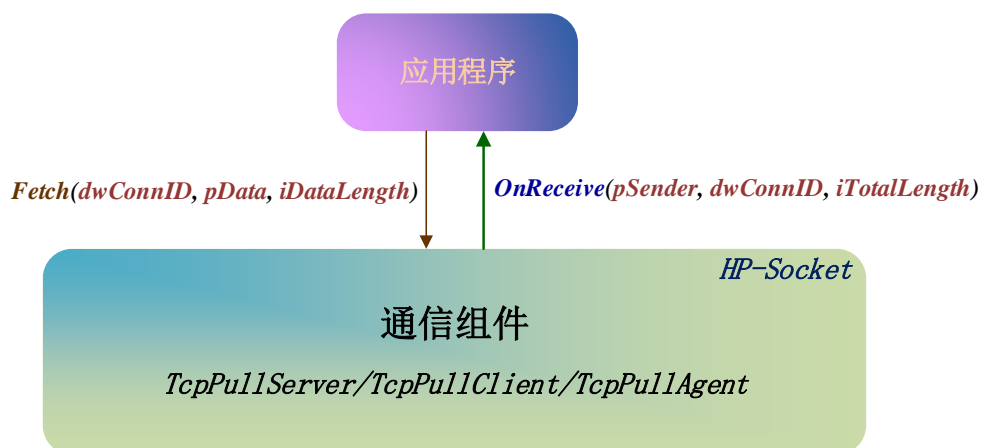 应用程序
Fetch(dwConnID, pData, iDataLength)
OnReceive(pSender, dwConnID, iTotalLength)
HP-Socket
通信组件
TcpPullServer/TcpPullClient/TcpPullAgent